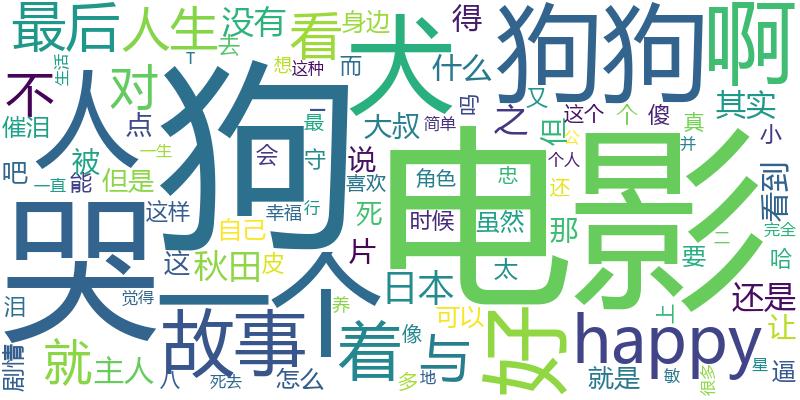 最后
人生
没有
去
看
身边
得
犬
狗狗
啊
生活
T
想
这种
而
什么
不
人
对
狗
吗
又
这个
个
傻
其实
催泪
点
一
最
大叔
简单
之
但
真
小
吧
被
会
守
说
公
并
一直
能
但是
一生
喜欢
角色
忠
个人
还
看到
哭
这样
幸福
行
死
时候
虽然
那
电影
完全
自己
一个
片
太
要
二
哈
这
秋田
皮
日本
还是
泪
觉得
养
可以
上
故事
着
像
与
好
happy
让
剧情
就
主人
八
死去
怎么
多
地
就是
敏
很多
星
逼